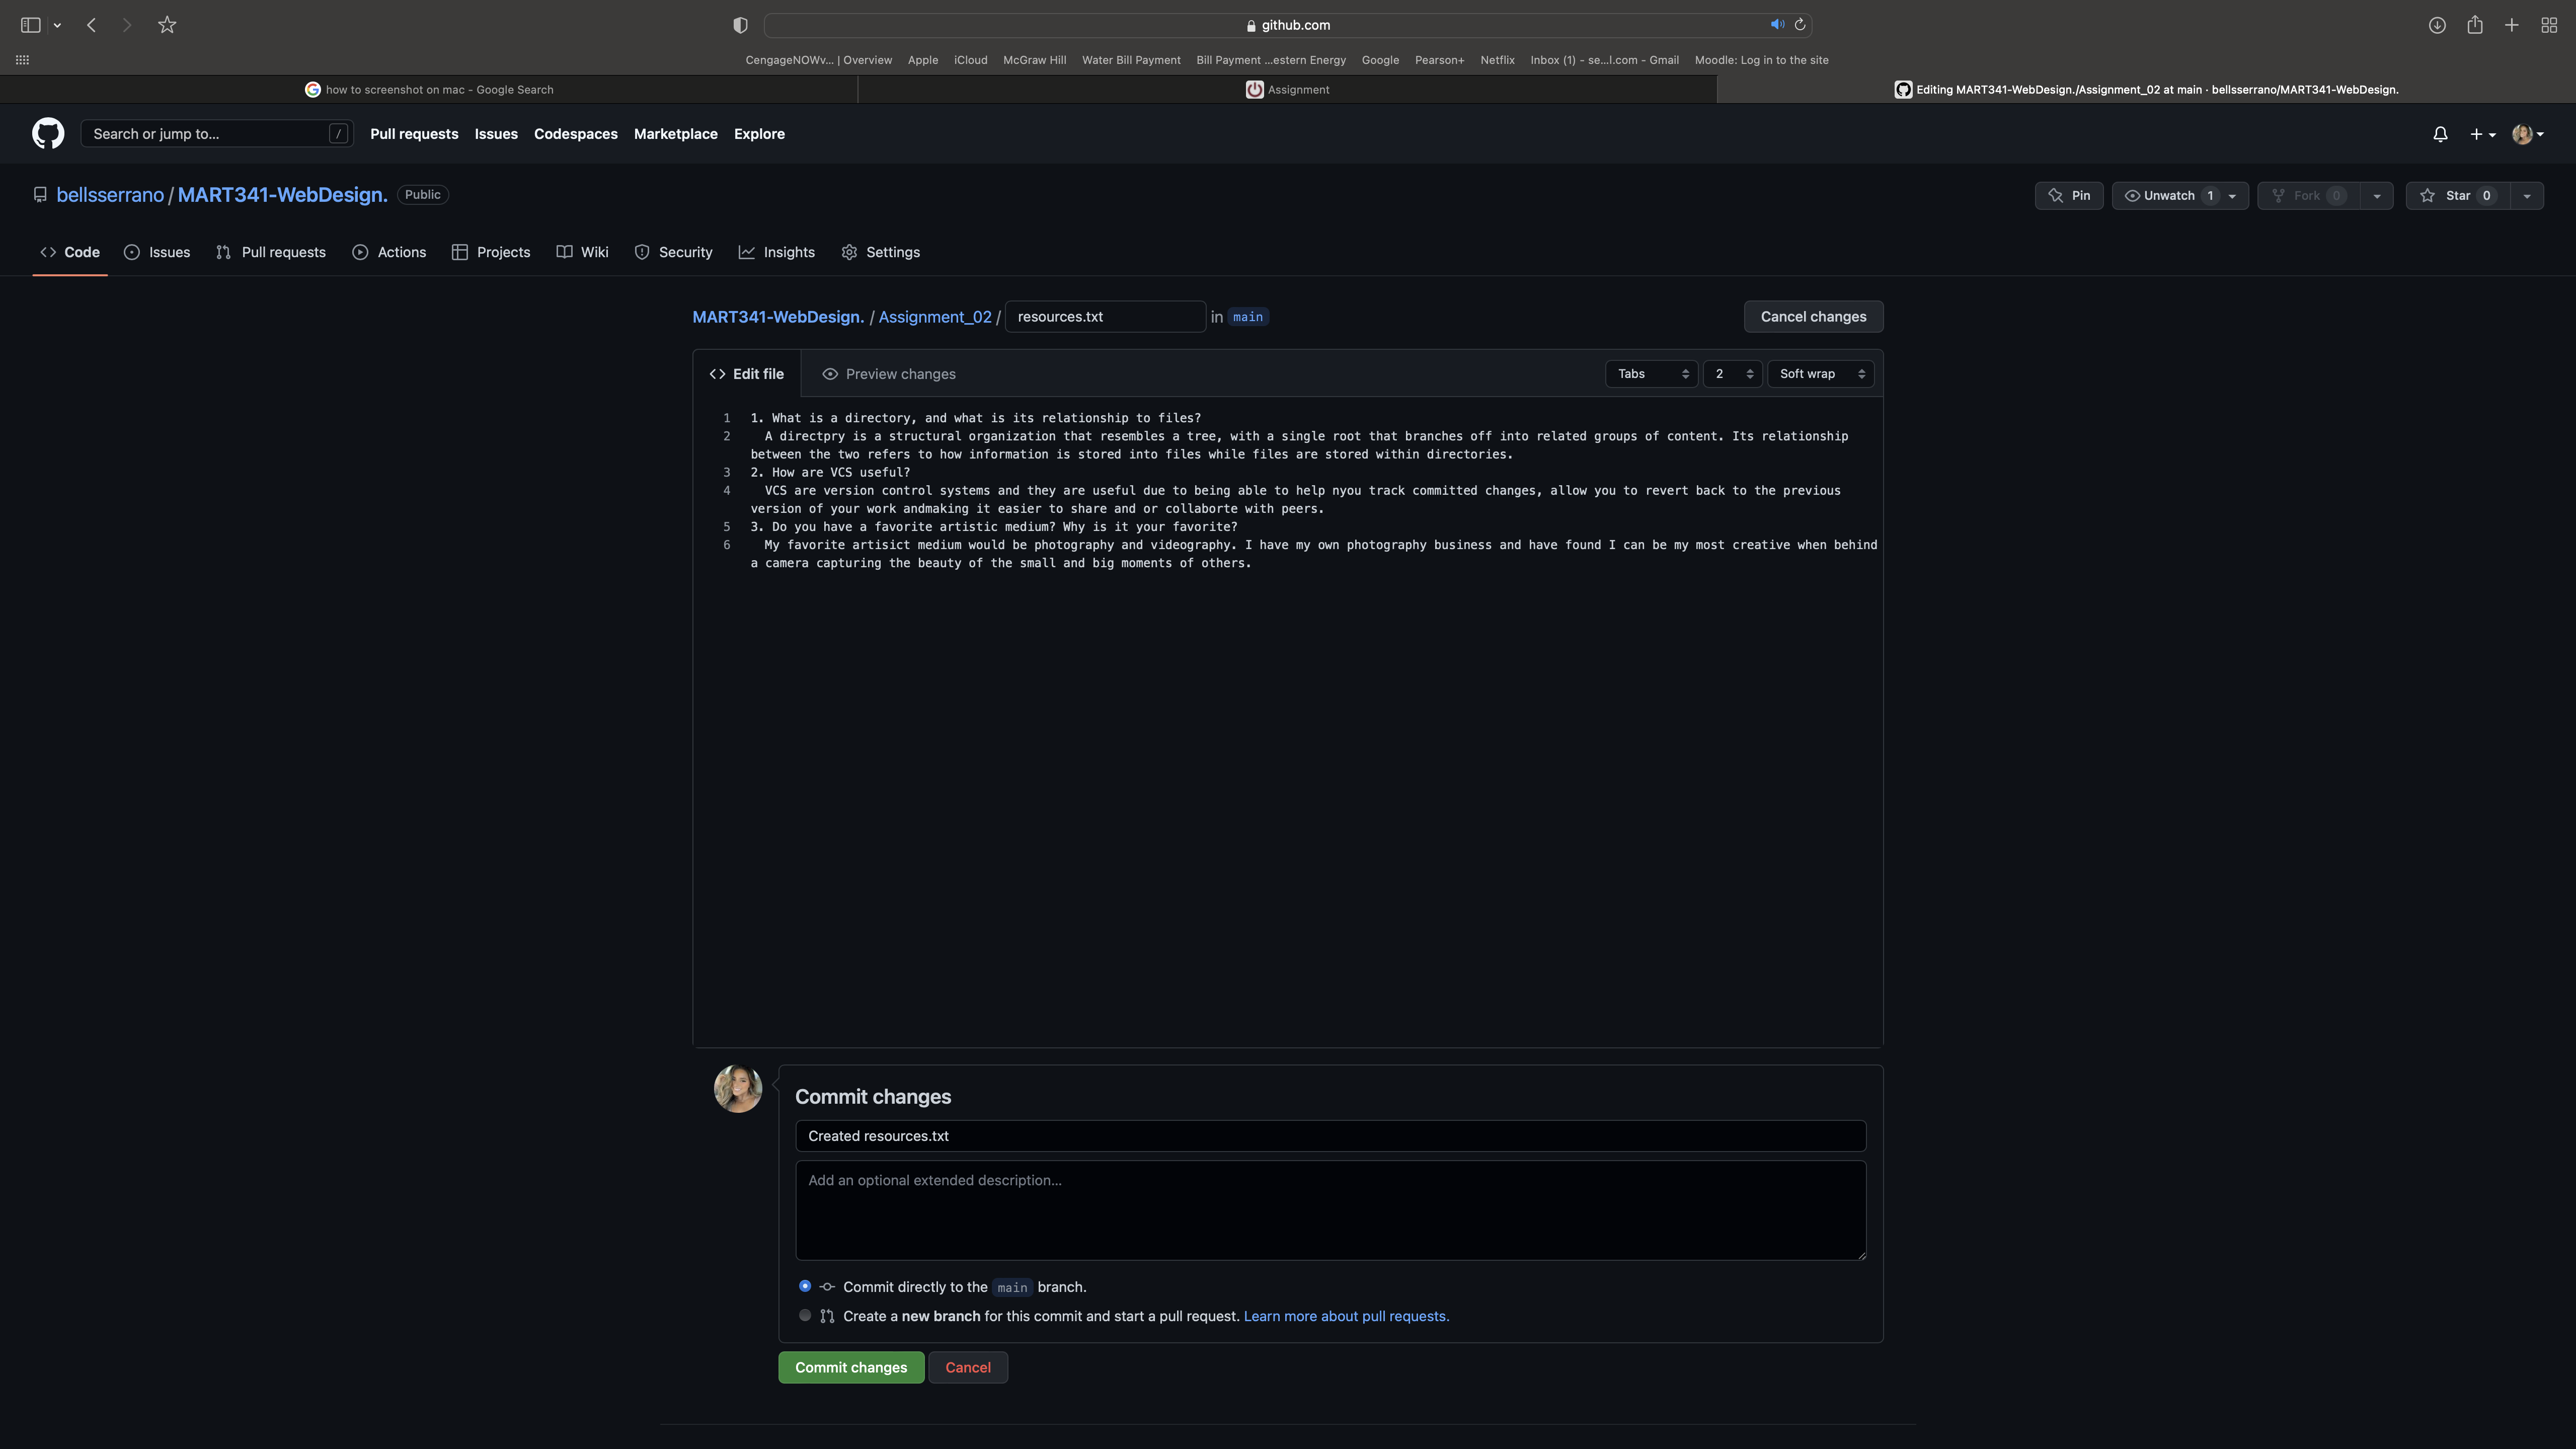 github.com
CengageNOWv... | Overview Apple iCloud McGraw Hill Water Bill Payment Bill Payment ...estern Energy Google Pearson+ Netflix Inbox (1) - se...l.com - Gmail Moodle: Log in to the site
how to screenshot on mac - Google Search Assignment Editing MART341-WebDesign./Assignment_02 at main · bellsserrano/MART341-WebDesign.
Search or jump to... / Pull requests Issues Codespaces Marketplace Explore
bellsserrano / MART341-WebDesign. Public Pin Unwatch 1 Fork 0 Star 0
Code Issues Pull requests Actions Projects Wiki Security Insights Settings
MART341-WebDesign. / Assignment_02 / resources.txt in main Cancel changes
Edit file Preview changes Tabs 2 Soft wrap
1 1. What is a directory, and what is its relationship to files?
2 A directpry is a structural organization that resembles a tree, with a single root that branches off into related groups of content. Its relationship
between the two refers to how information is stored into files while files are stored within directories.
3 2. How are VCS useful?
4 VCS are version control systems and they are useful due to being able to help nyou track committed changes, allow you to revert back to the previous
version of your work andmaking it easier to share and or collaborte with peers.
5 3. Do you have a favorite artistic medium? Why is it your favorite?
6 My favorite artisict medium would be photography and videography. I have my own photography business and have found I can be my most creative when behind
a camera capturing the beauty of the small and big moments of others.
Commit changes
Created resources.txt
Add an optional extended description...
Commit directly to the main branch.
Create a new branch for this commit and start a pull request. Learn more about pull requests.
Commit changes Cancel